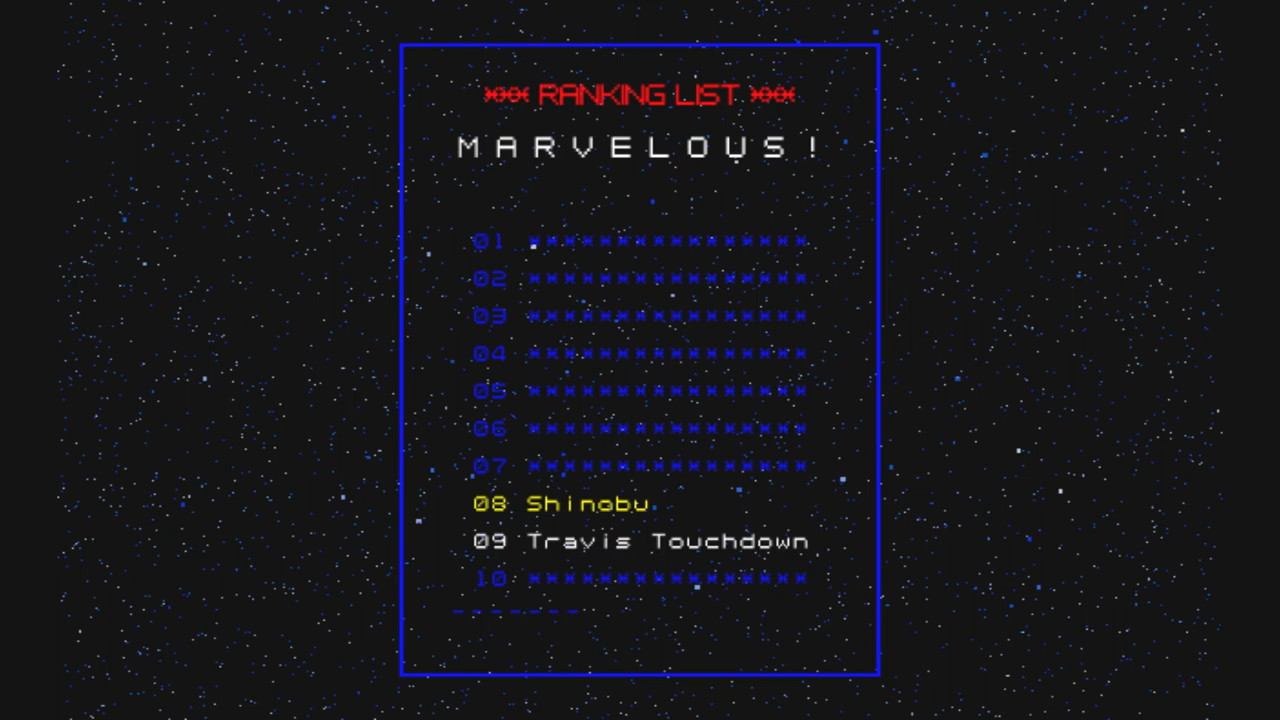 *** RANKING LIST ***
MARVELOUS!
01 ****************
02 ****************
03 ****************
04 ****************
05 ****************
06 ****************
07 ****************
08 Shinobu
09 Travis Touchdown
10 ****************
-------